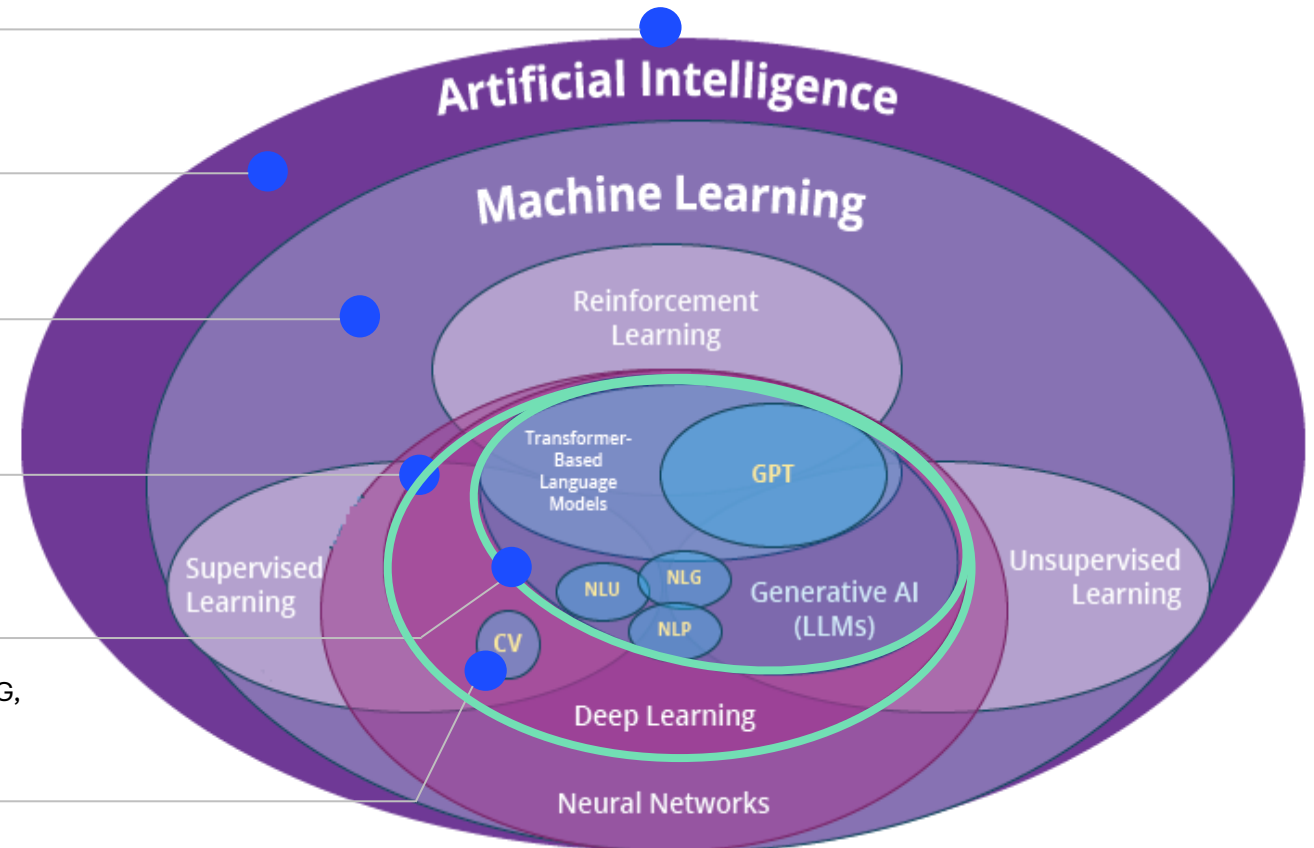 Artificial Intelligence
Machine Learning
Reinforcement
Learning
Transformer-
Based
Language
Models
GPT
Supervised
Learning
Unsupervised
Learning
NLU
NLG
NLP
Generative AI
(LLMs)
CV
G,
Deep Learning
Neural Networks